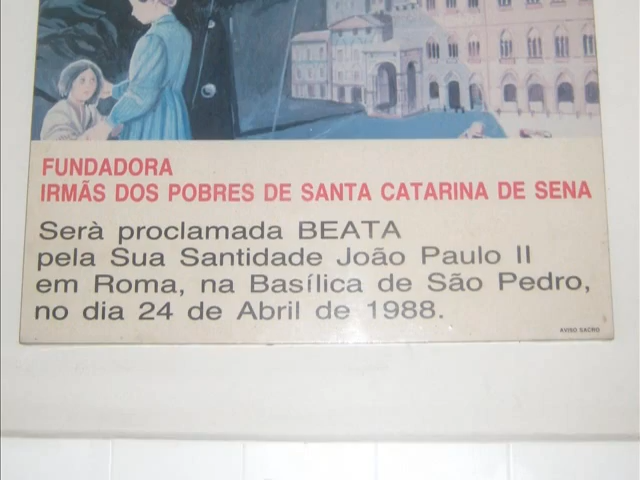 FUNDADORA
IRMÃS DOS POBRES DE SANTA CATARINA DE SENA
Serà proclamada BEATA
pela Sua Santidade João Paulo II
em Roma, na Basílica de São Pedro,
no dia 24 de Abril de 1988.
AVISO SACRO